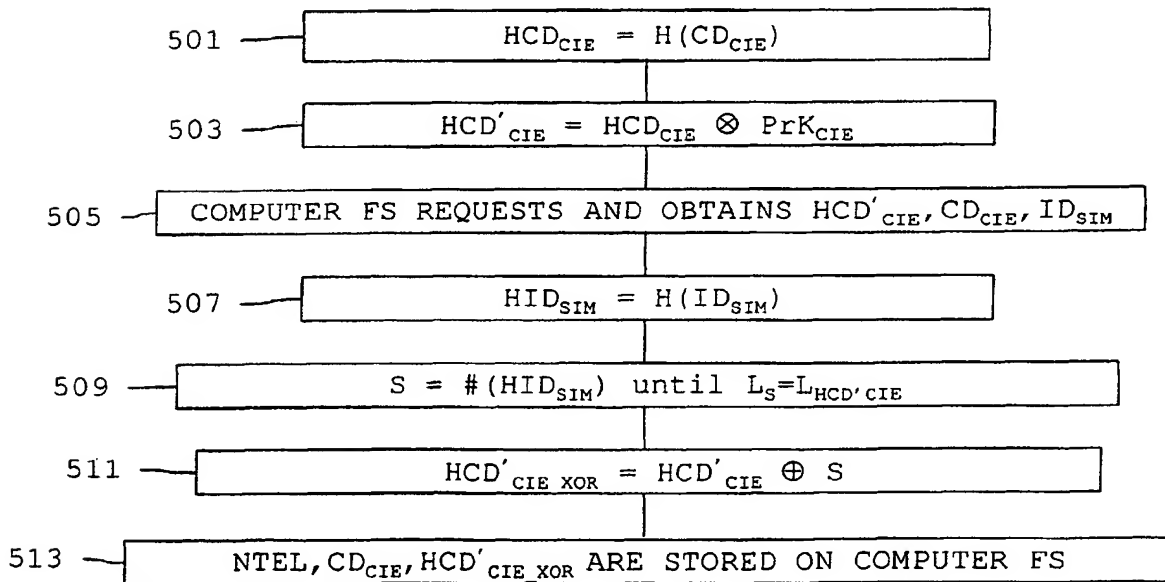 501 HCD_CIE = H(CD_CIE)
503 HCD'_CIE = HCD_CIE ⊗ PrK_CIE
505 COMPUTER FS REQUESTS AND OBTAINS HCD'_CIE, CD_CIE, ID_SIM
507 HID_SIM = H(ID_SIM)
509 S = #(HID_SIM) until L_S=L_HCD'CIE
511 HCD'_CIE XOR = HCD'_CIE ⊕ S
513 NTEL, CD_CIE, HCD'_CIE XOR ARE STORED ON COMPUTER FS